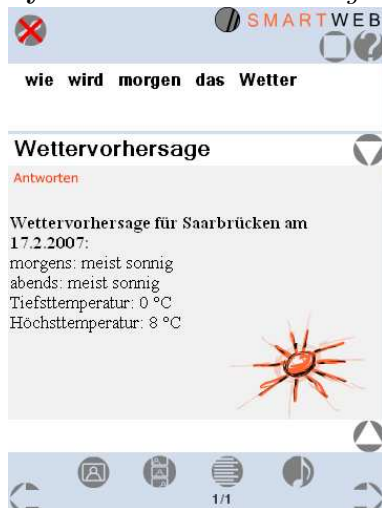 SMARTWEB
?
wie wird morgen das Wetter
Wettervorhersage
Antworten
Wettervorhersage für Saarbrücken am
17.2.2007:
morgens: meist sonnig
abends: meist sonnig
Tiefsttemperatur: 0 °C
Höchsttemperatur: 8 °C
1/1